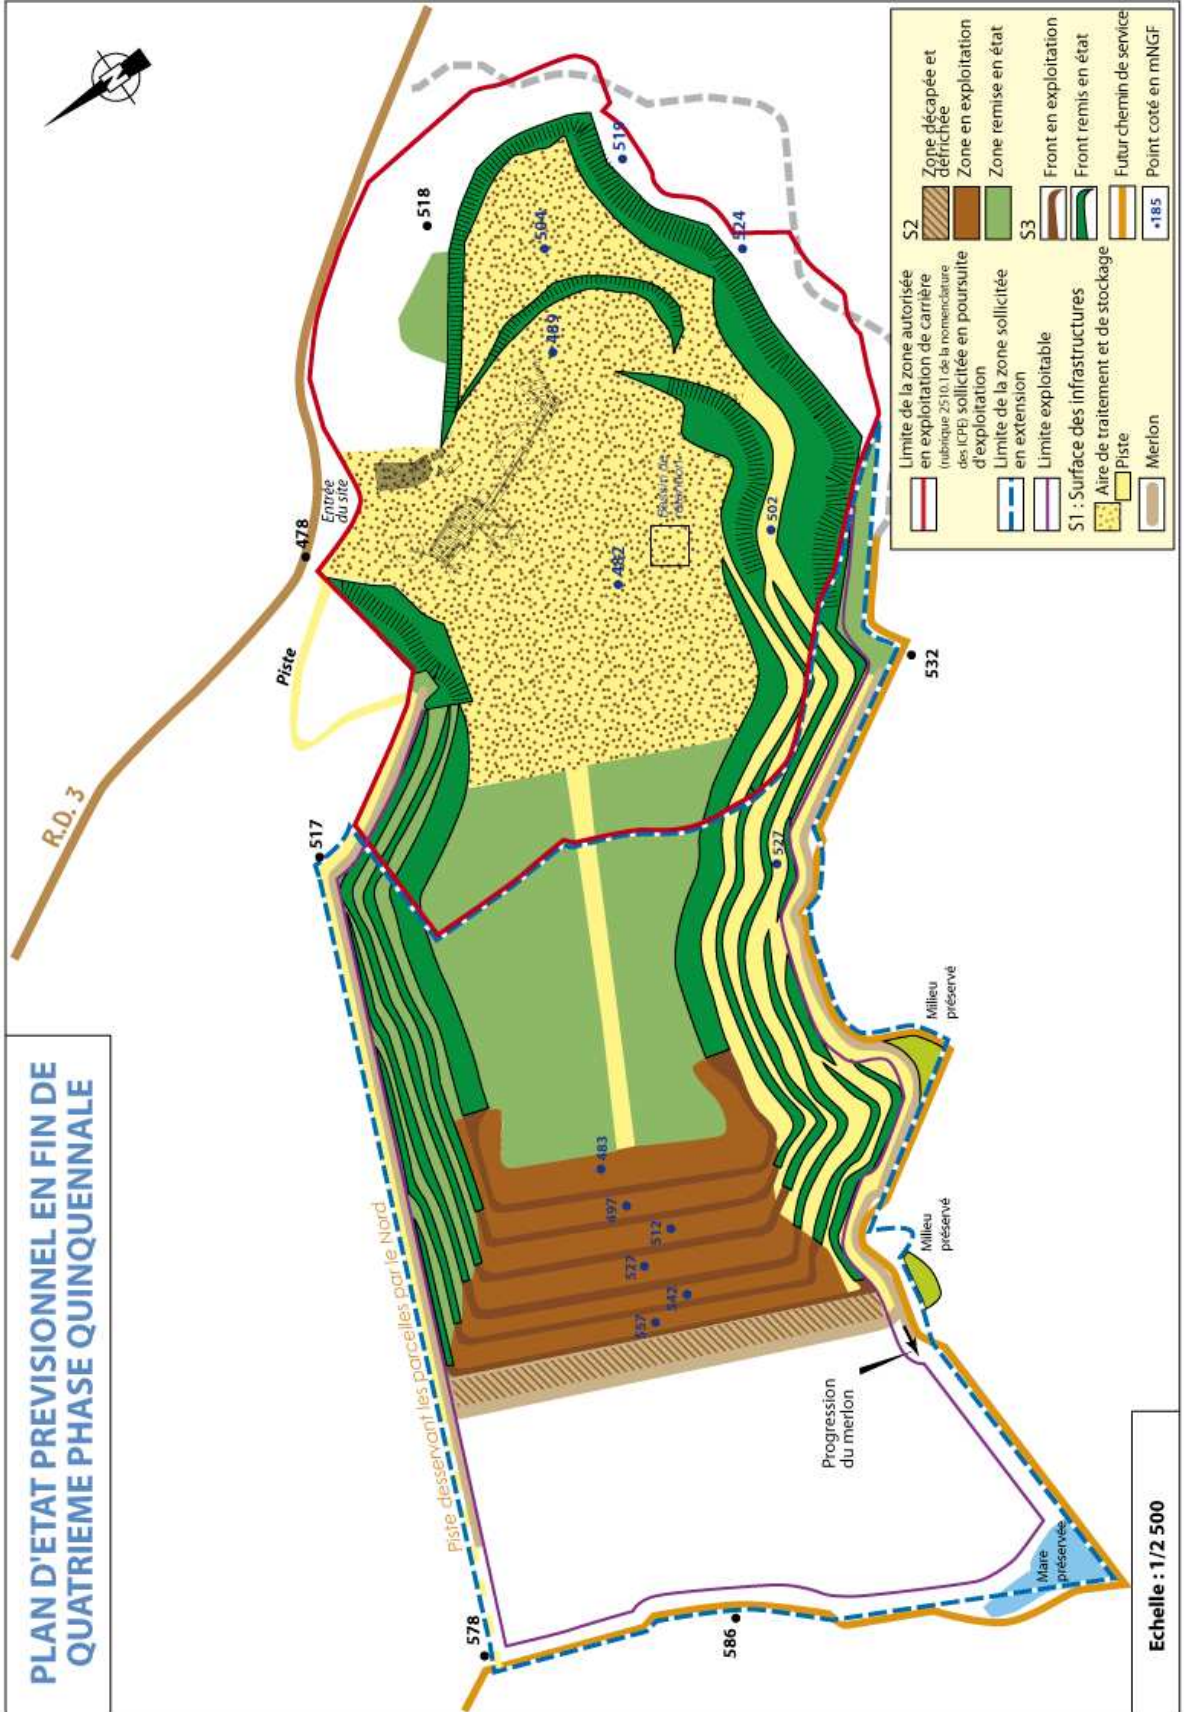 PLAN D'ETAT PREVISIONNEL EN FIN DE
QUATRIEME PHASE QUINQUENNALE
R.D. 3
Piste
478
Entrée
du site
518
519
504
524
489
482
502
532
517
527
Milieu
préservé
Milieu
préservé
483
497
512
527
542
557
Piste desservant les parcelles par le Nord
Progression
du merlon
578
586
Mare
préservée
Echelle : 1/2 500
Limite de la zone autorisée
en exploitation de carrière
(rubrique 2510.1 de la nomenclature
des ICPE) sollicitée en poursuite
d'exploitation
Limite de la zone sollicitée
en extension
Limite exploitable
S1 : Surface des infrastructures
Aire de traitement et de stockage
Piste
Merlon
S2
Zone décapée et
défrichée
Zone en exploitation
Zone remise en état
S3
Front en exploitation
Front remis en état
Futur chemin de service
•185
Point coté en mNGF